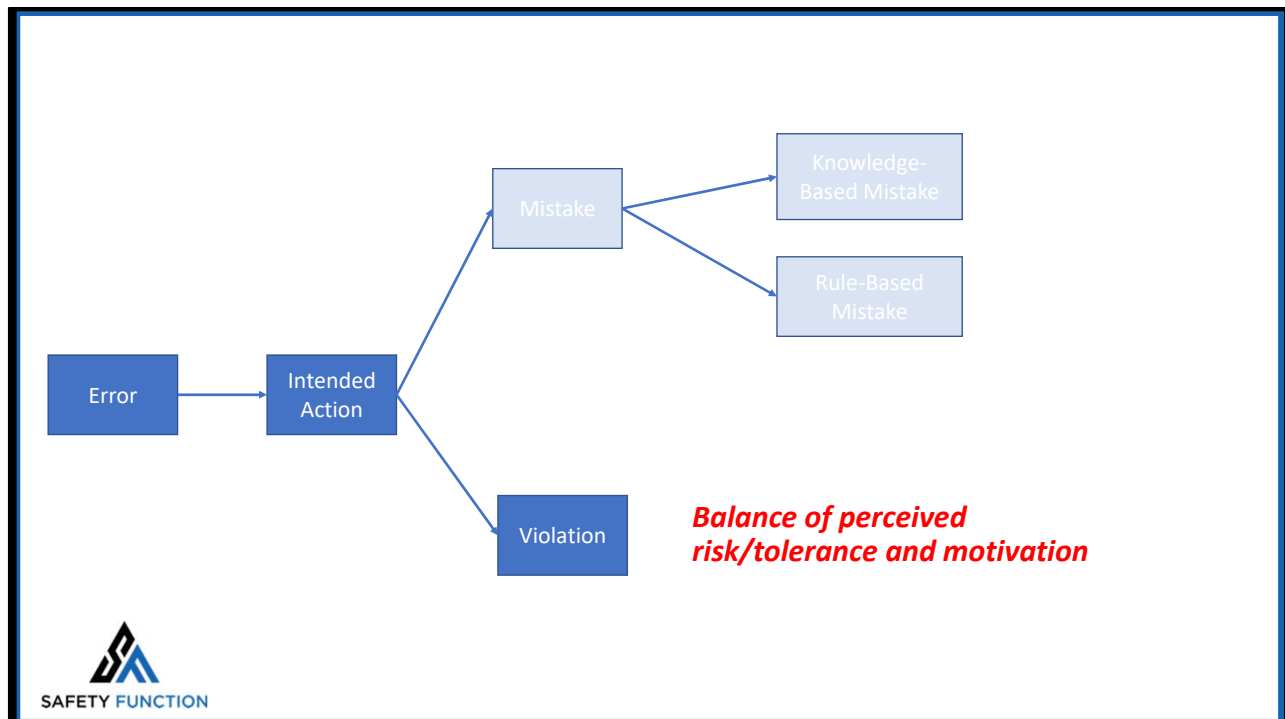 Knowledge-
Based Mistake
Mistake
Rule-Based
Mistake
Error
Intended
Action
Violation
Balance of perceived
risk/tolerance and motivation
SAFETY FUNCTION